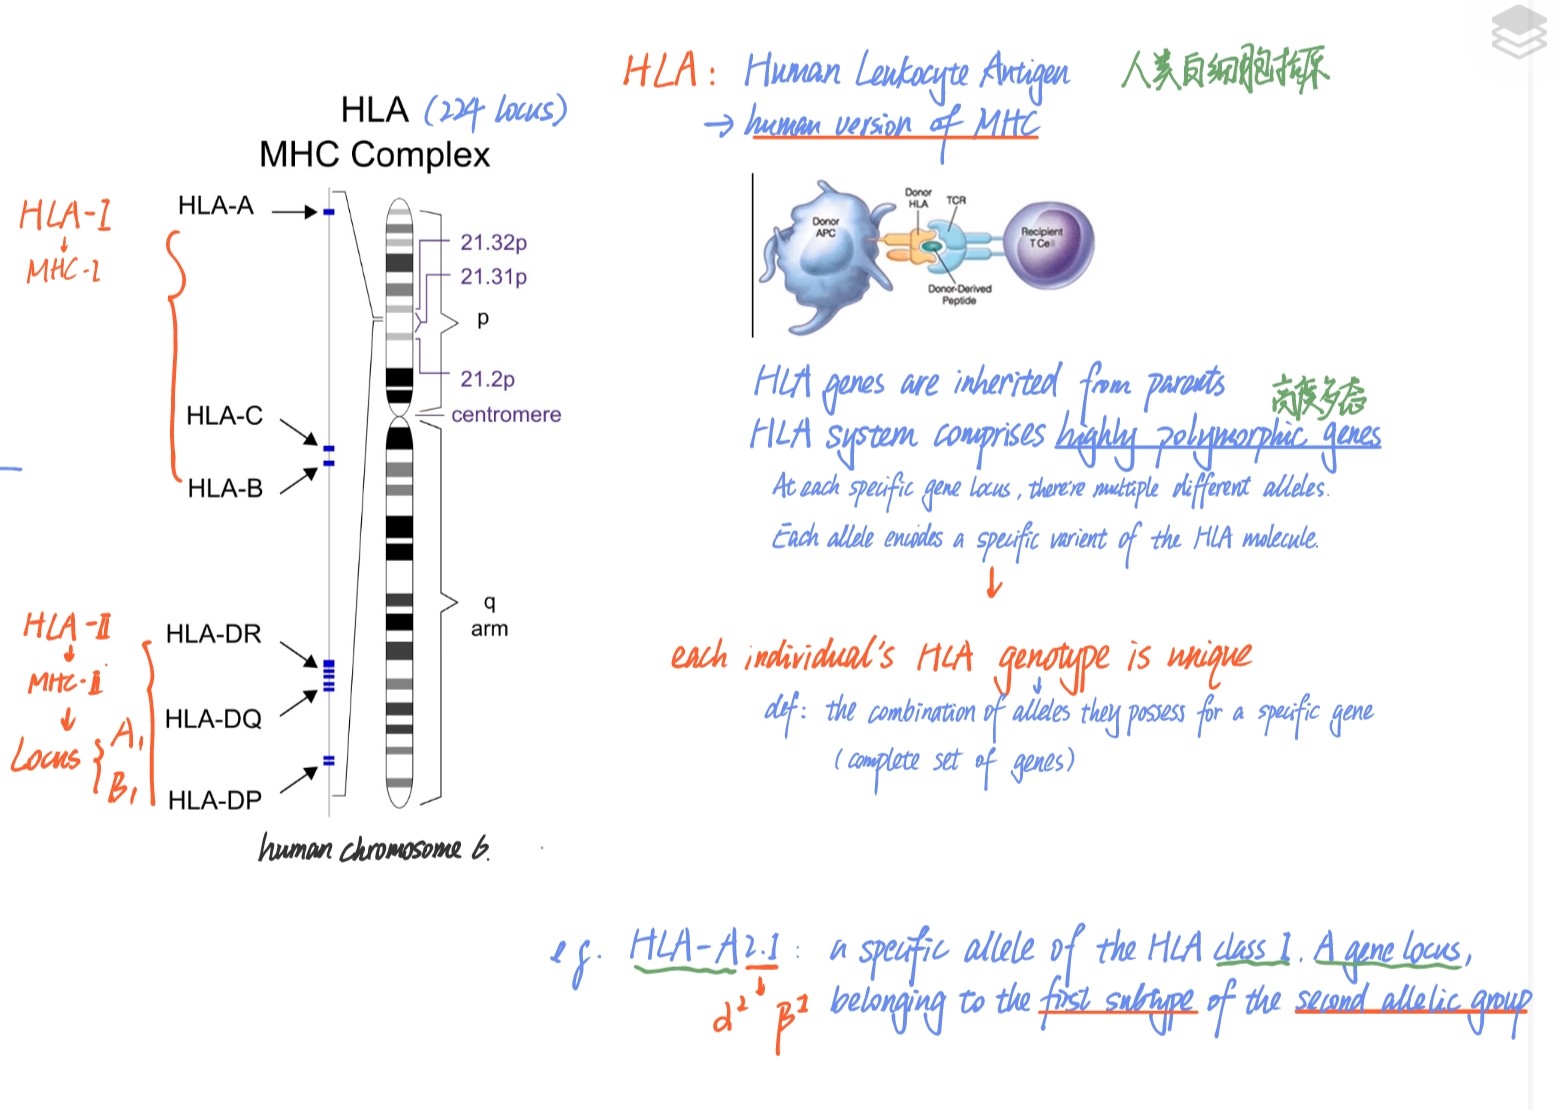 HLA (224 locus)
MHC Complex
HLA-I
↓
MHC-I
HLA-A
HLA-C
HLA-B
HLA-II
↓
MHC-II
↓
Locus { A1
B1
HLA-DR
HLA-DQ
HLA-DP
21.32p
21.31p
p
21.2p
centromere
q
arm
human chromosome 6.
HLA: Human Leukocyte Antigen 人类白细胞抗原
→ human version of MHC
Donor
APC
Donor
HLA
TCR
Recipient
T Cell
Donor-Derived
Peptide
HLA genes are inherited from parents
高度多态
HLA system comprises highly polymorphic genes
At each specific gene locus, there're multiple different alleles.
Each allele encodes a specific varient of the HLA molecule.
↓
each individual's HLA genotype is unique
↓
def: the combination of alleles they possess for a specific gene
(complete set of genes)
e.g. HLA-A2.1: a specific allele of the HLA class I. A gene locus,
↓
α² β¹ belonging to the first subtype of the second allelic group